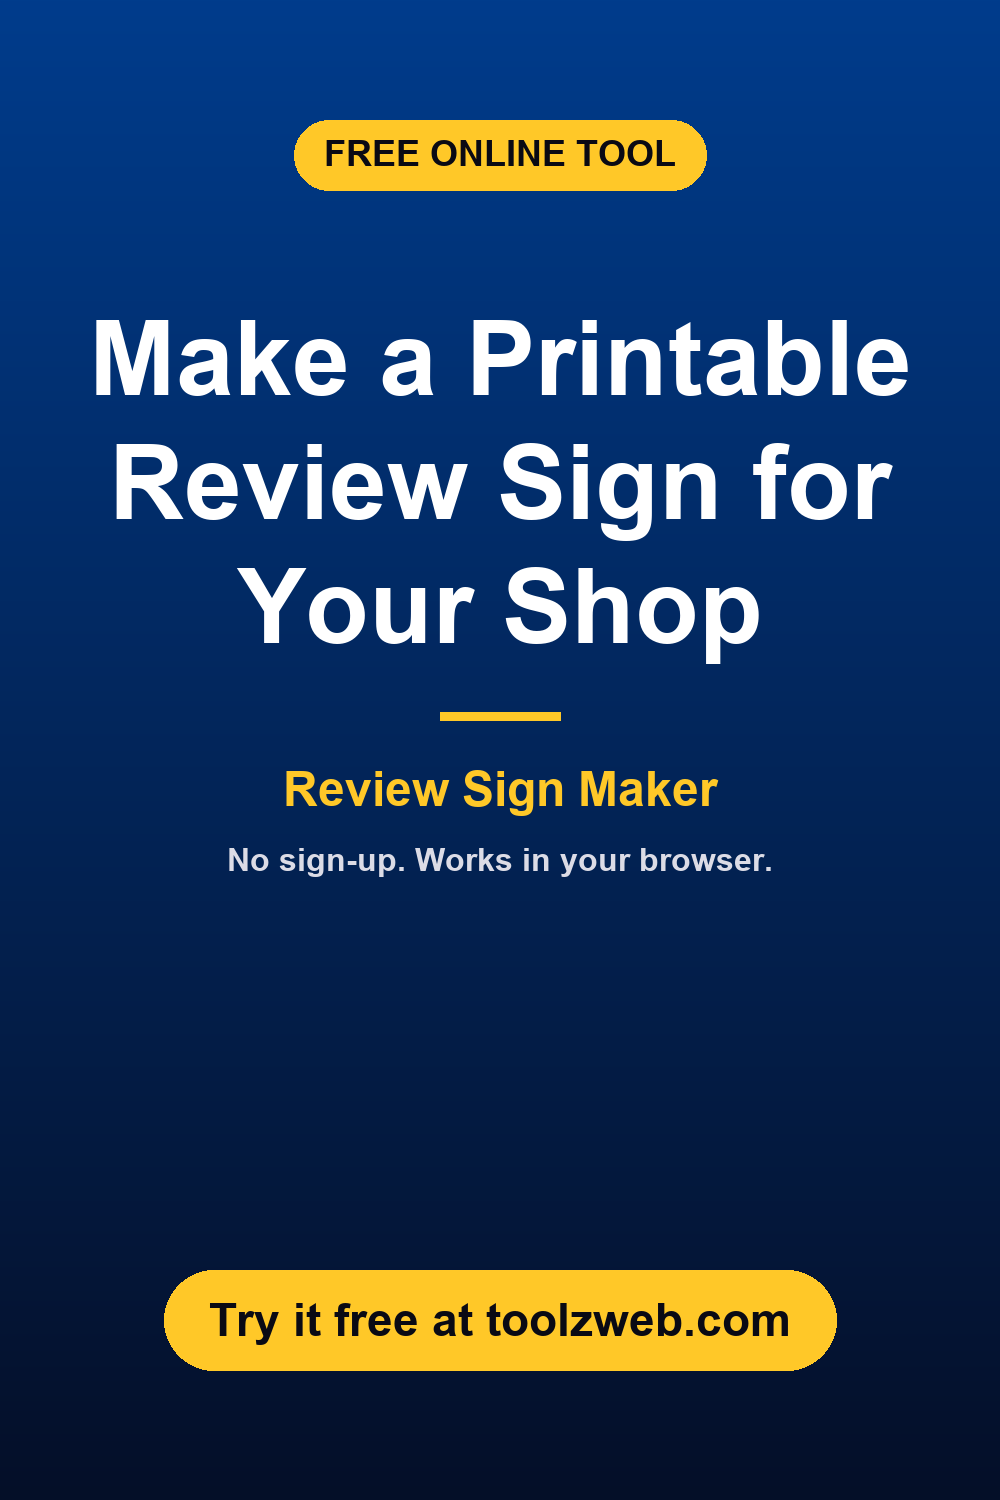 FREE ONLINE TOOL
Make a Printable
Review Sign for
Your Shop
Review Sign Maker
No sign-up. Works in your browser.
Try it free at toolzweb.com